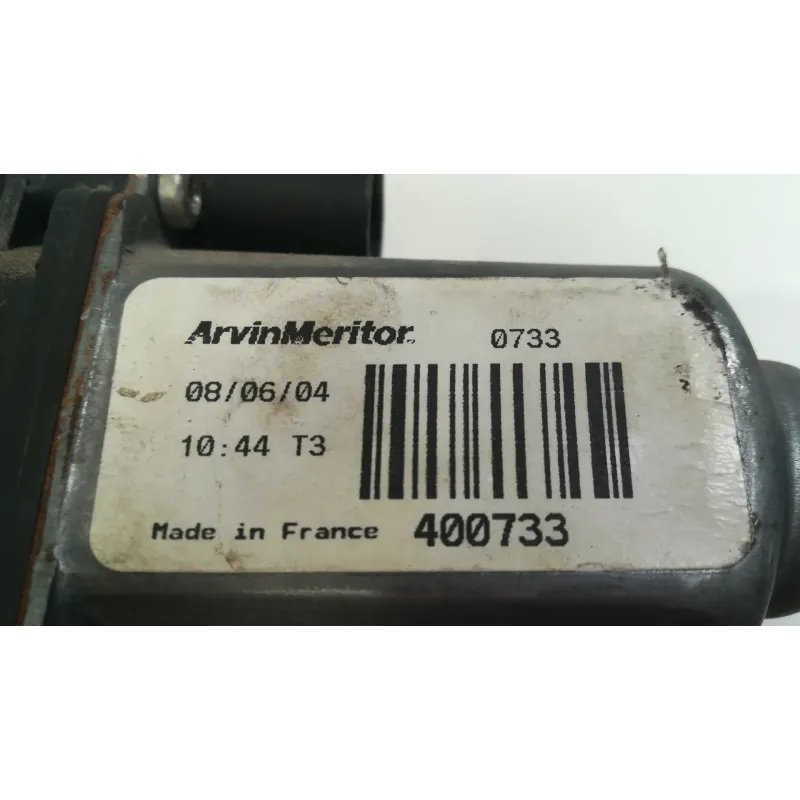 ArvinMeritor 0733
08/06/04
10:44 T3
Made in France 400733